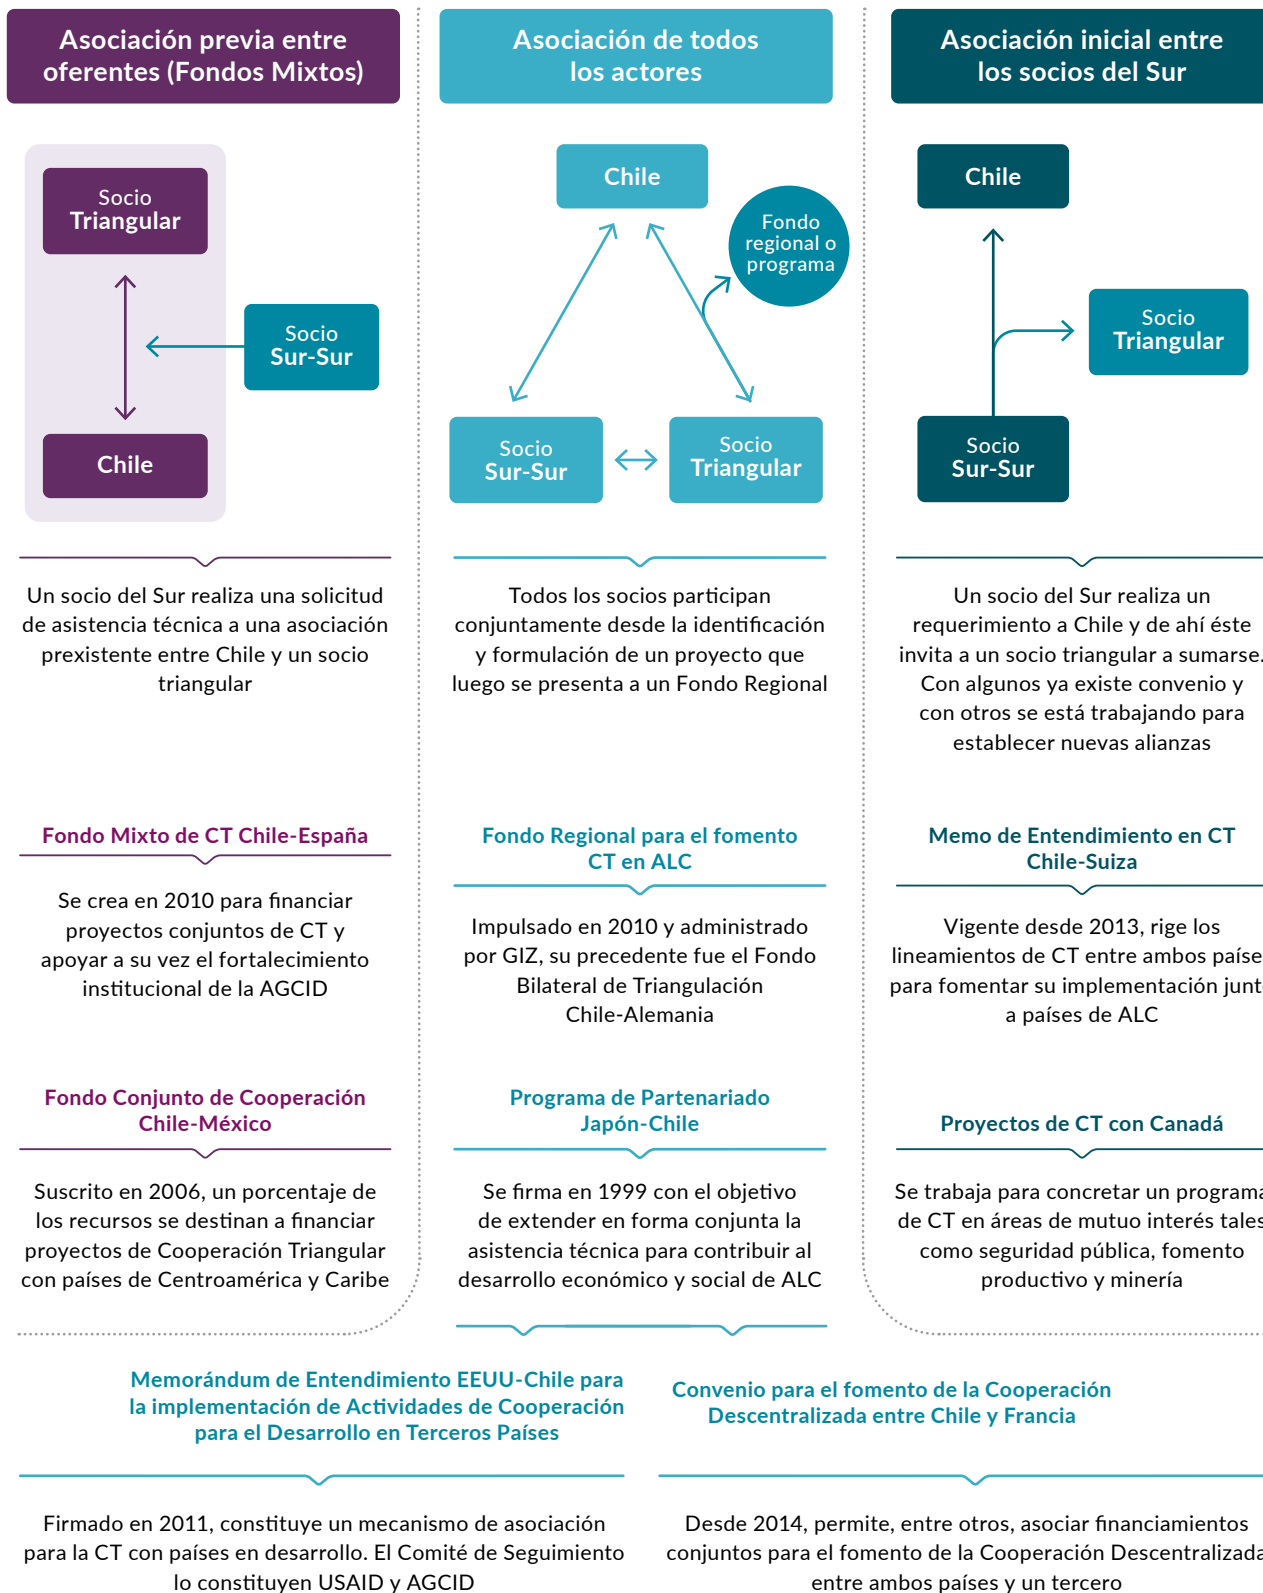 Asociación previa entre
oferentes (Fondos Mixtos)
Socio
Triangular
Socio
Sur-Sur
Chile
Un socio del Sur realiza una solicitud
de asistencia técnica a una asociación
prexistente entre Chile y un socio
triangular
Fondo Mixto de CT Chile-España
Se crea en 2010 para financiar
proyectos conjuntos de CT y
apoyar a su vez el fortalecimiento
institucional de la AGCID
Fondo Conjunto de Cooperación
Chile-México
Suscrito en 2006, un porcentaje de
los recursos se destinan a financiar
proyectos de Cooperación Triangular
con países de Centroamérica y Caribe
Asociación de todos
los actores
Chile
Fondo
regional o
programa
Socio
Sur-Sur
Socio
Triangular
Todos los socios participan
conjuntamente desde la identificación
y formulación de un proyecto que
luego se presenta a un Fondo Regional
Fondo Regional para el fomento
CT en ALC
Impulsado en 2010 y administrado
por GIZ, su precedente fue el Fondo
Bilateral de Triangulación
Chile-Alemania
Programa de Partenariado
Japón-Chile
Se firma en 1999 con el objetivo
de extender en forma conjunta la
asistencia técnica para contribuir al
desarrollo económico y social de ALC
Asociación inicial entre
los socios del Sur
Chile
Socio
Triangular
Socio
Sur-Sur
Un socio del Sur realiza un
requerimiento a Chile y de ahí éste
invita a un socio triangular a sumarse.
Con algunos ya existe convenio y
con otros se está trabajando para
establecer nuevas alianzas
Memo de Entendimiento en CT
Chile-Suiza
Vigente desde 2013, rige los
lineamientos de CT entre ambos paíse
para fomentar su implementación junt
a países de ALC
Proyectos de CT con Canadá
Se trabaja para concretar un programa
de CT en áreas de mutuo interés tales
como seguridad pública, fomento
productivo y minería
Memorándum de Entendimiento EEUU-Chile para
la implementación de Actividades de Cooperación
para el Desarrollo en Terceros Países
Firmado en 2011, constituye un mecanismo de asociación
para la CT con países en desarrollo. El Comité de Seguimiento
lo constituyen USAID y AGCID
Convenio para el fomento de la Cooperación
Descentralizada entre Chile y Francia
Desde 2014, permite, entre otros, asociar financiamientos
conjuntos para el fomento de la Cooperación Descentralizada
entre ambos países y un tercero